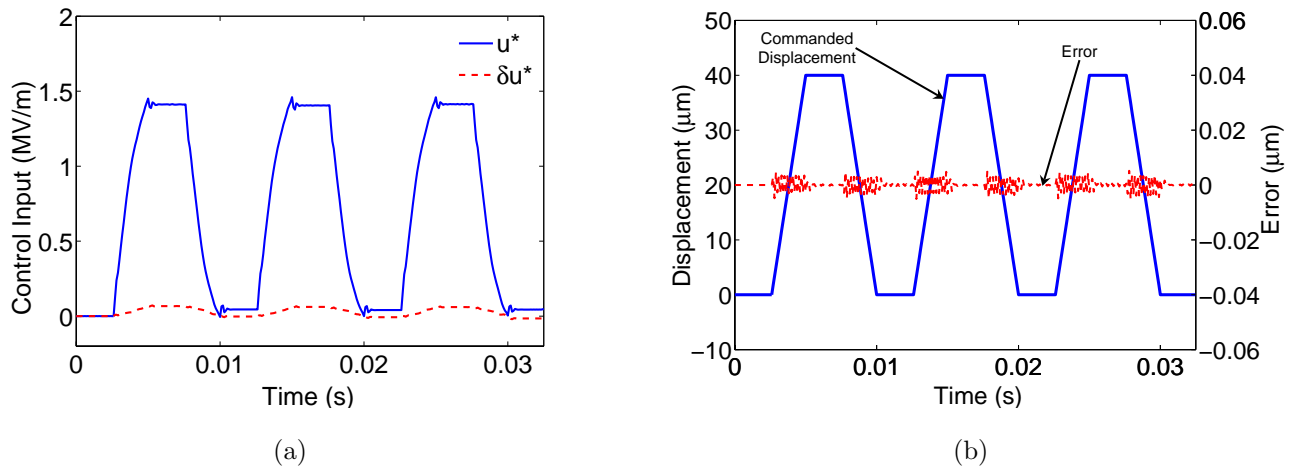 2
1.5
1
0.5
0
0
0.01
0.02
0.03
Control Input (MV/m)
Time (s)
u*
δu*
(a)
50
40
30
20
10
0
−10
0
0.01
0.02
0.03
Displacement (μm)
Time (s)
Commanded
Displacement
Error
0.06
0.04
0.02
0
−0.02
−0.04
−0.06
Error (μm)
(b)